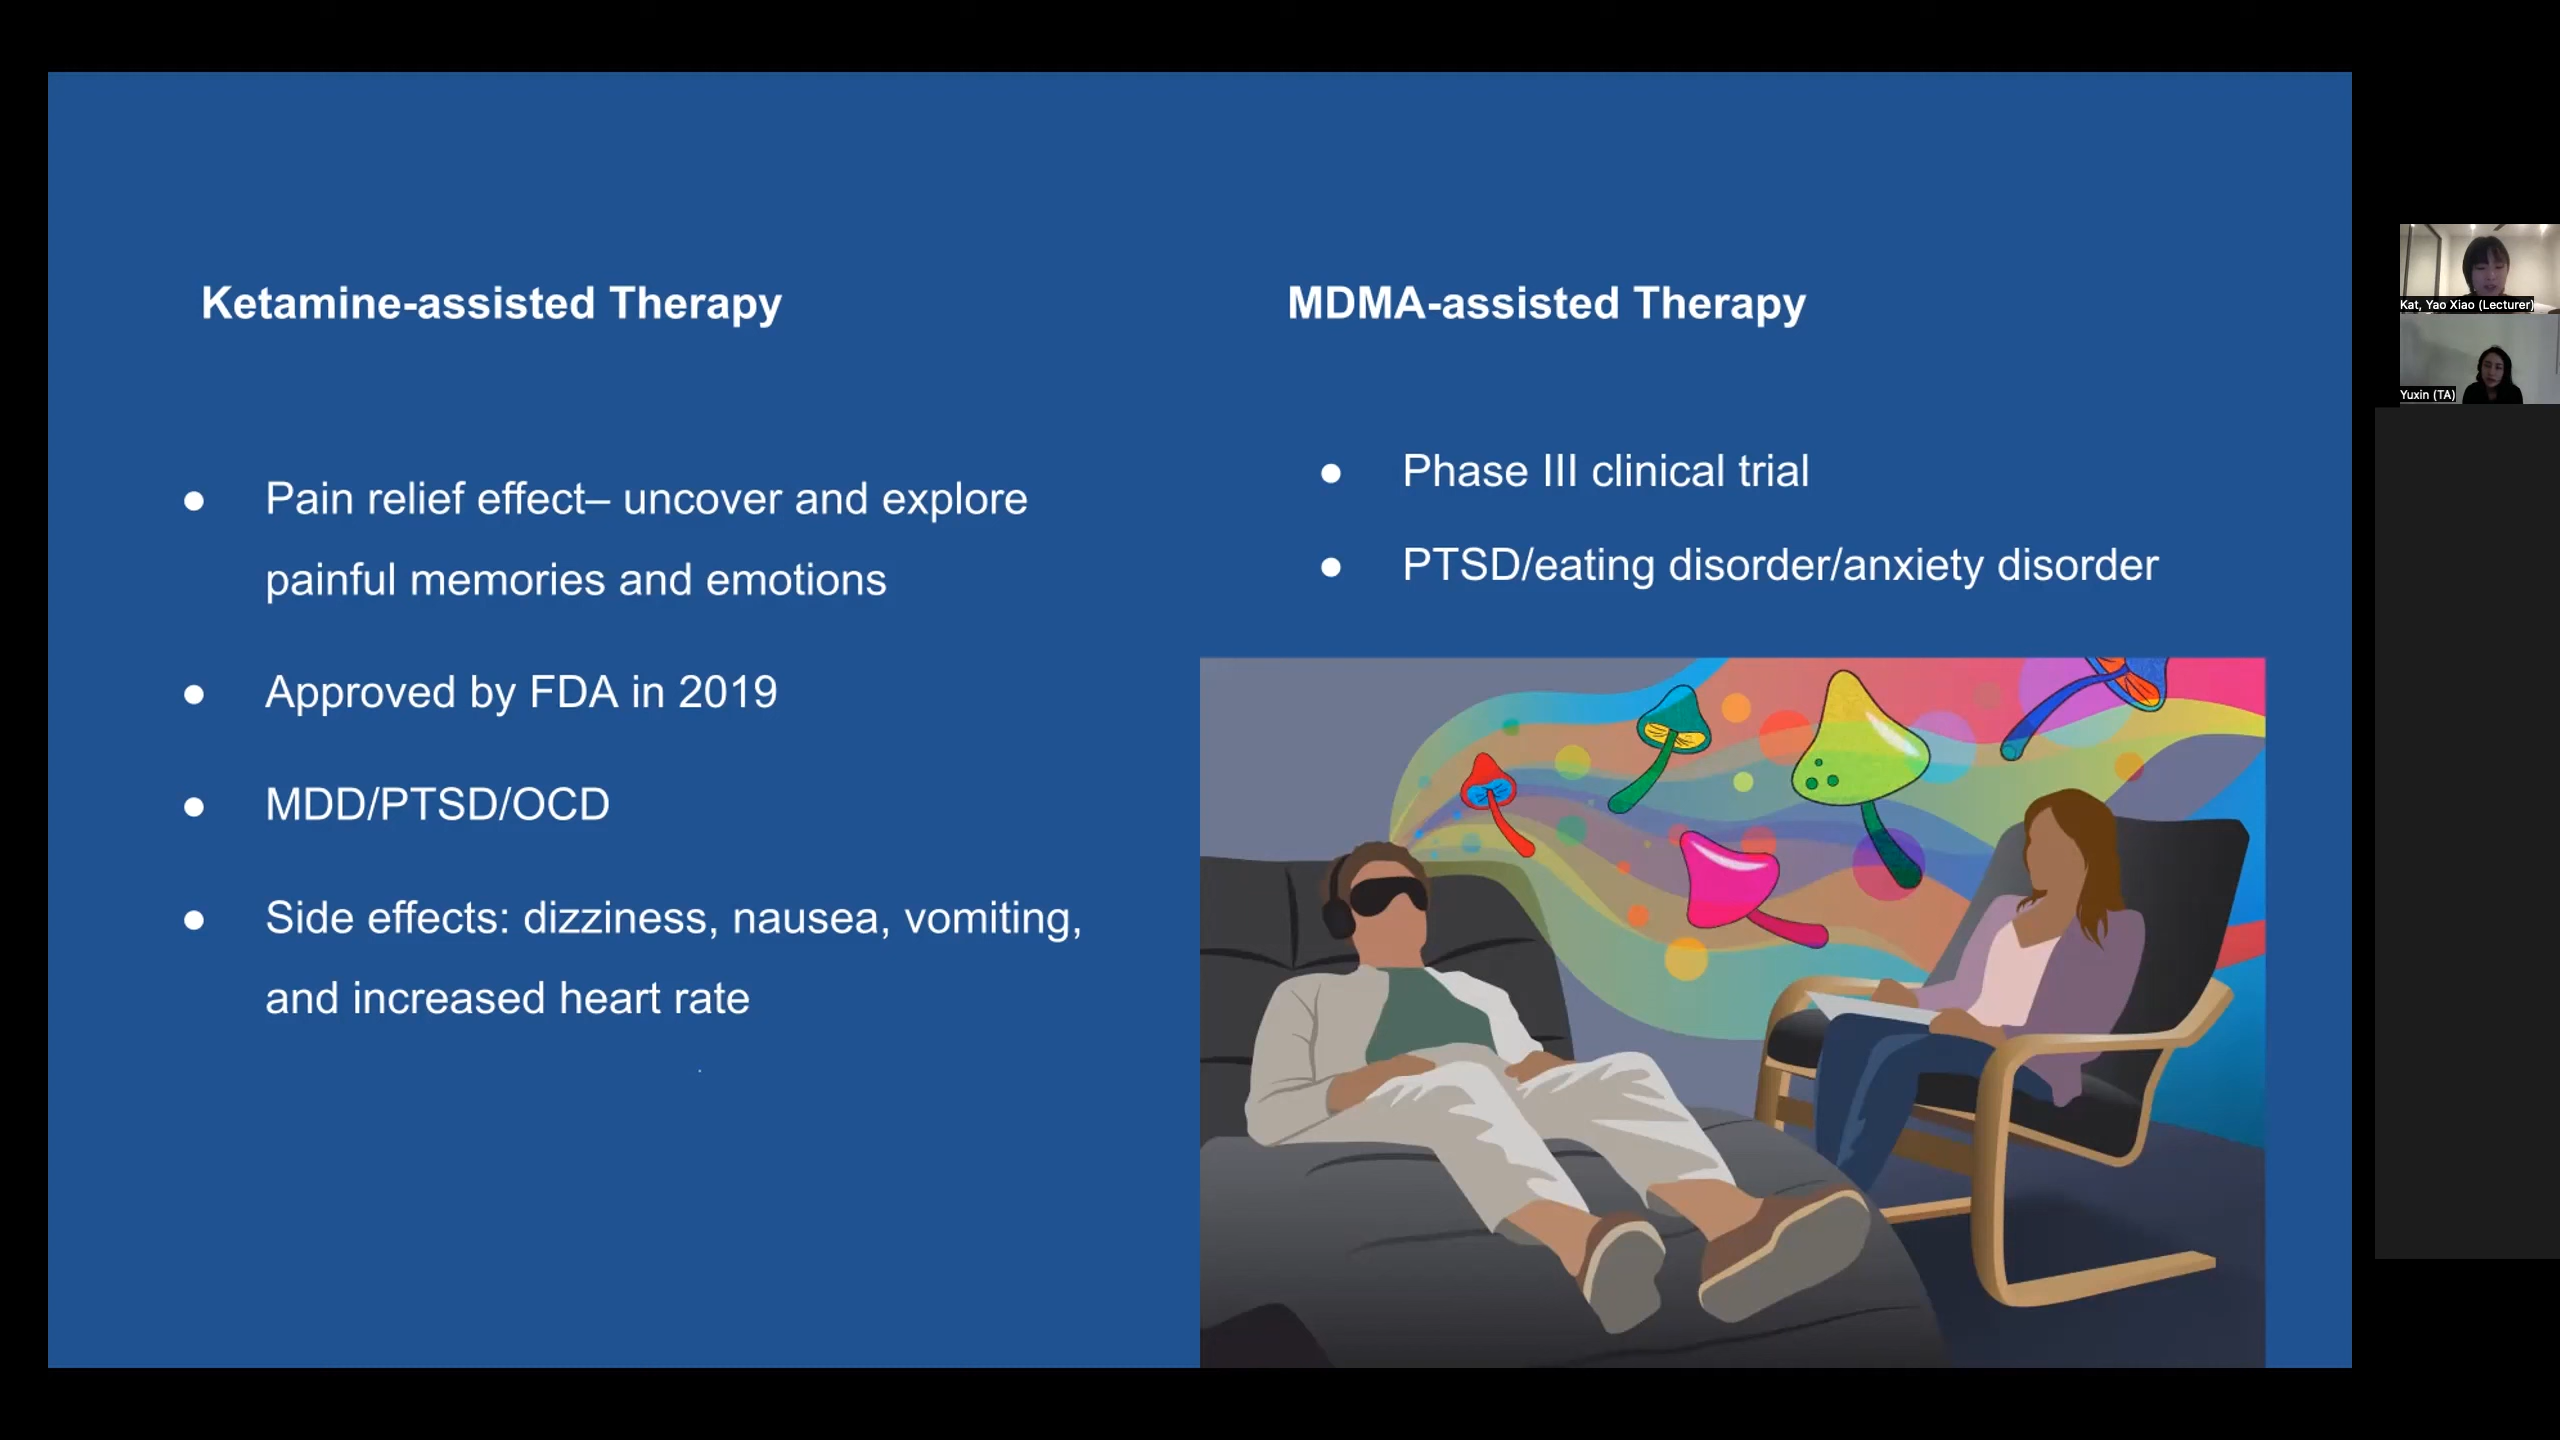 Ketamine-assisted Therapy
● Pain relief effect– uncover and explore
painful memories and emotions
● Approved by FDA in 2019
● MDD/PTSD/OCD
● Side effects: dizziness, nausea, vomiting,
and increased heart rate
MDMA-assisted Therapy
● Phase III clinical trial
● PTSD/eating disorder/anxiety disorder
Kat, Yao Xiao (Lecturer)
Yuxin (TA)